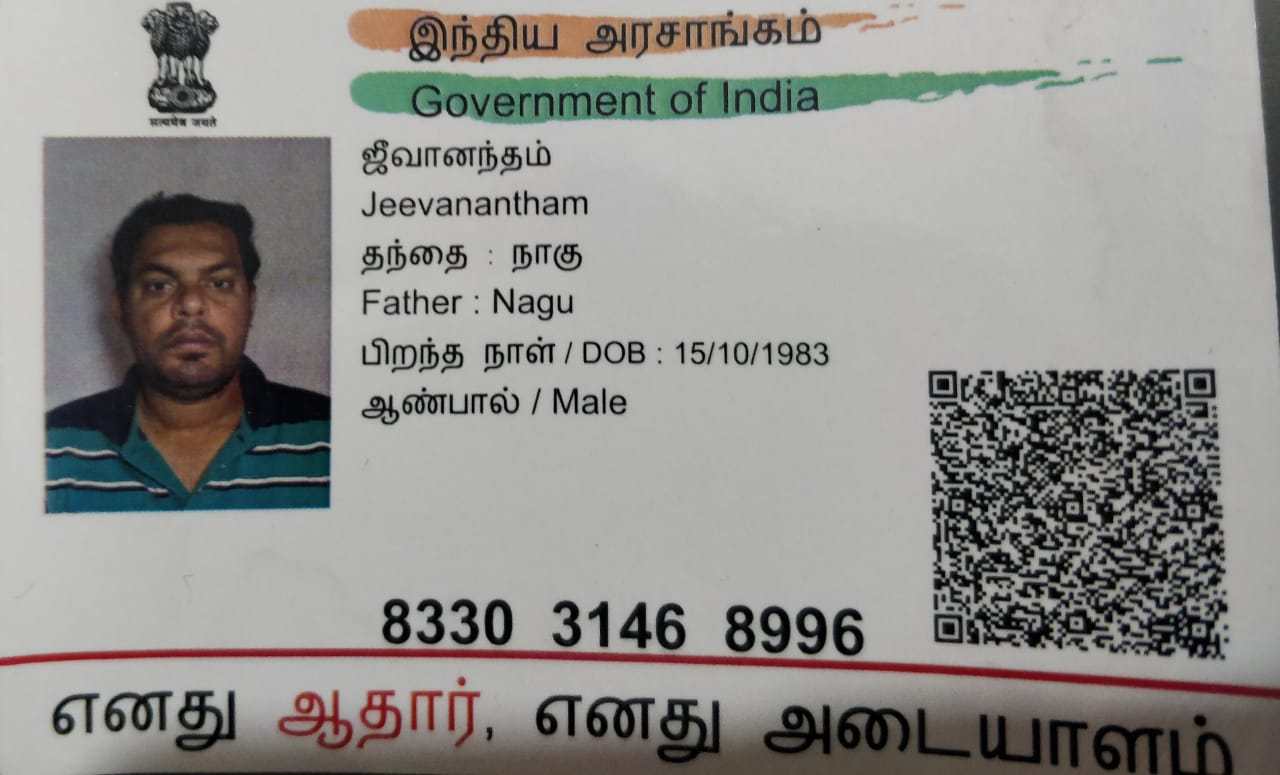 सत्यमेव जयते
இந்திய அரசாங்கம்
Government of India
ஜீவானந்தம்
Jeevanantham
தந்தை : நாகு
Father : Nagu
பிறந்த நாள் / DOB : 15/10/1983
ஆண்பால் / Male
8330 3146 8996
எனது ஆதார், எனது அடையாளம்